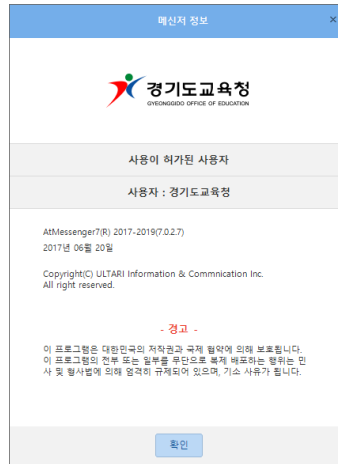 메신저 정보 ×
경기도교육청
GYEONGGIDO OFFICE OF EDUCATION
사용이 허가된 사용자
사용자 : 경기도교육청
AtMessenger7(R) 2017-2019(7.0.2.7)
2017년 06월 20일
Copyright(C) ULTARI Information & Commnication Inc.
All right reserved.
- 경고 -
이 프로그램은 대한민국의 저작권과 국제 협약에 의해 보호됩니다.
이 프로그램의 전부 또는 일부를 무단으로 복제 배포하는 행위는 민
사 및 형사법에 의해 엄격히 규제되어 있으며, 기소 사유가 됩니다.
확인